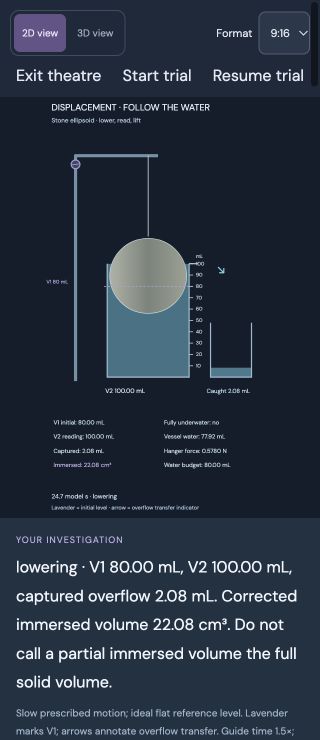 2D view 3D view Format 9:16
Exit theatre Start trial Resume trial
DISPLACEMENT · FOLLOW THE WATER
Stone ellipsoid · lower, read, lift
mL
100
90
80
70
60
50
40
30
20
10
V1 80 mL
V2 100.00 mL Caught 2.08 mL
V1 initial: 80.00 mL Fully underwater: no
V2 reading: 100.00 mL Vessel water: 77.92 mL
Captured: 2.08 mL Hanger force: 0.5780 N
Immersed: 22.08 cm³ Water budget: 80.00 mL
24.7 model s · lowering
Lavender = initial level · arrow = overflow transfer indicator
YOUR INVESTIGATION
lowering · V1 80.00 mL, V2 100.00 mL,
captured overflow 2.08 mL. Corrected
immersed volume 22.08 cm³. Do not
call a partial immersed volume the full
solid volume.
Slow prescribed motion; ideal flat reference level. Lavender
marks V1; arrows annotate overflow transfer. Guide time 1.5×;